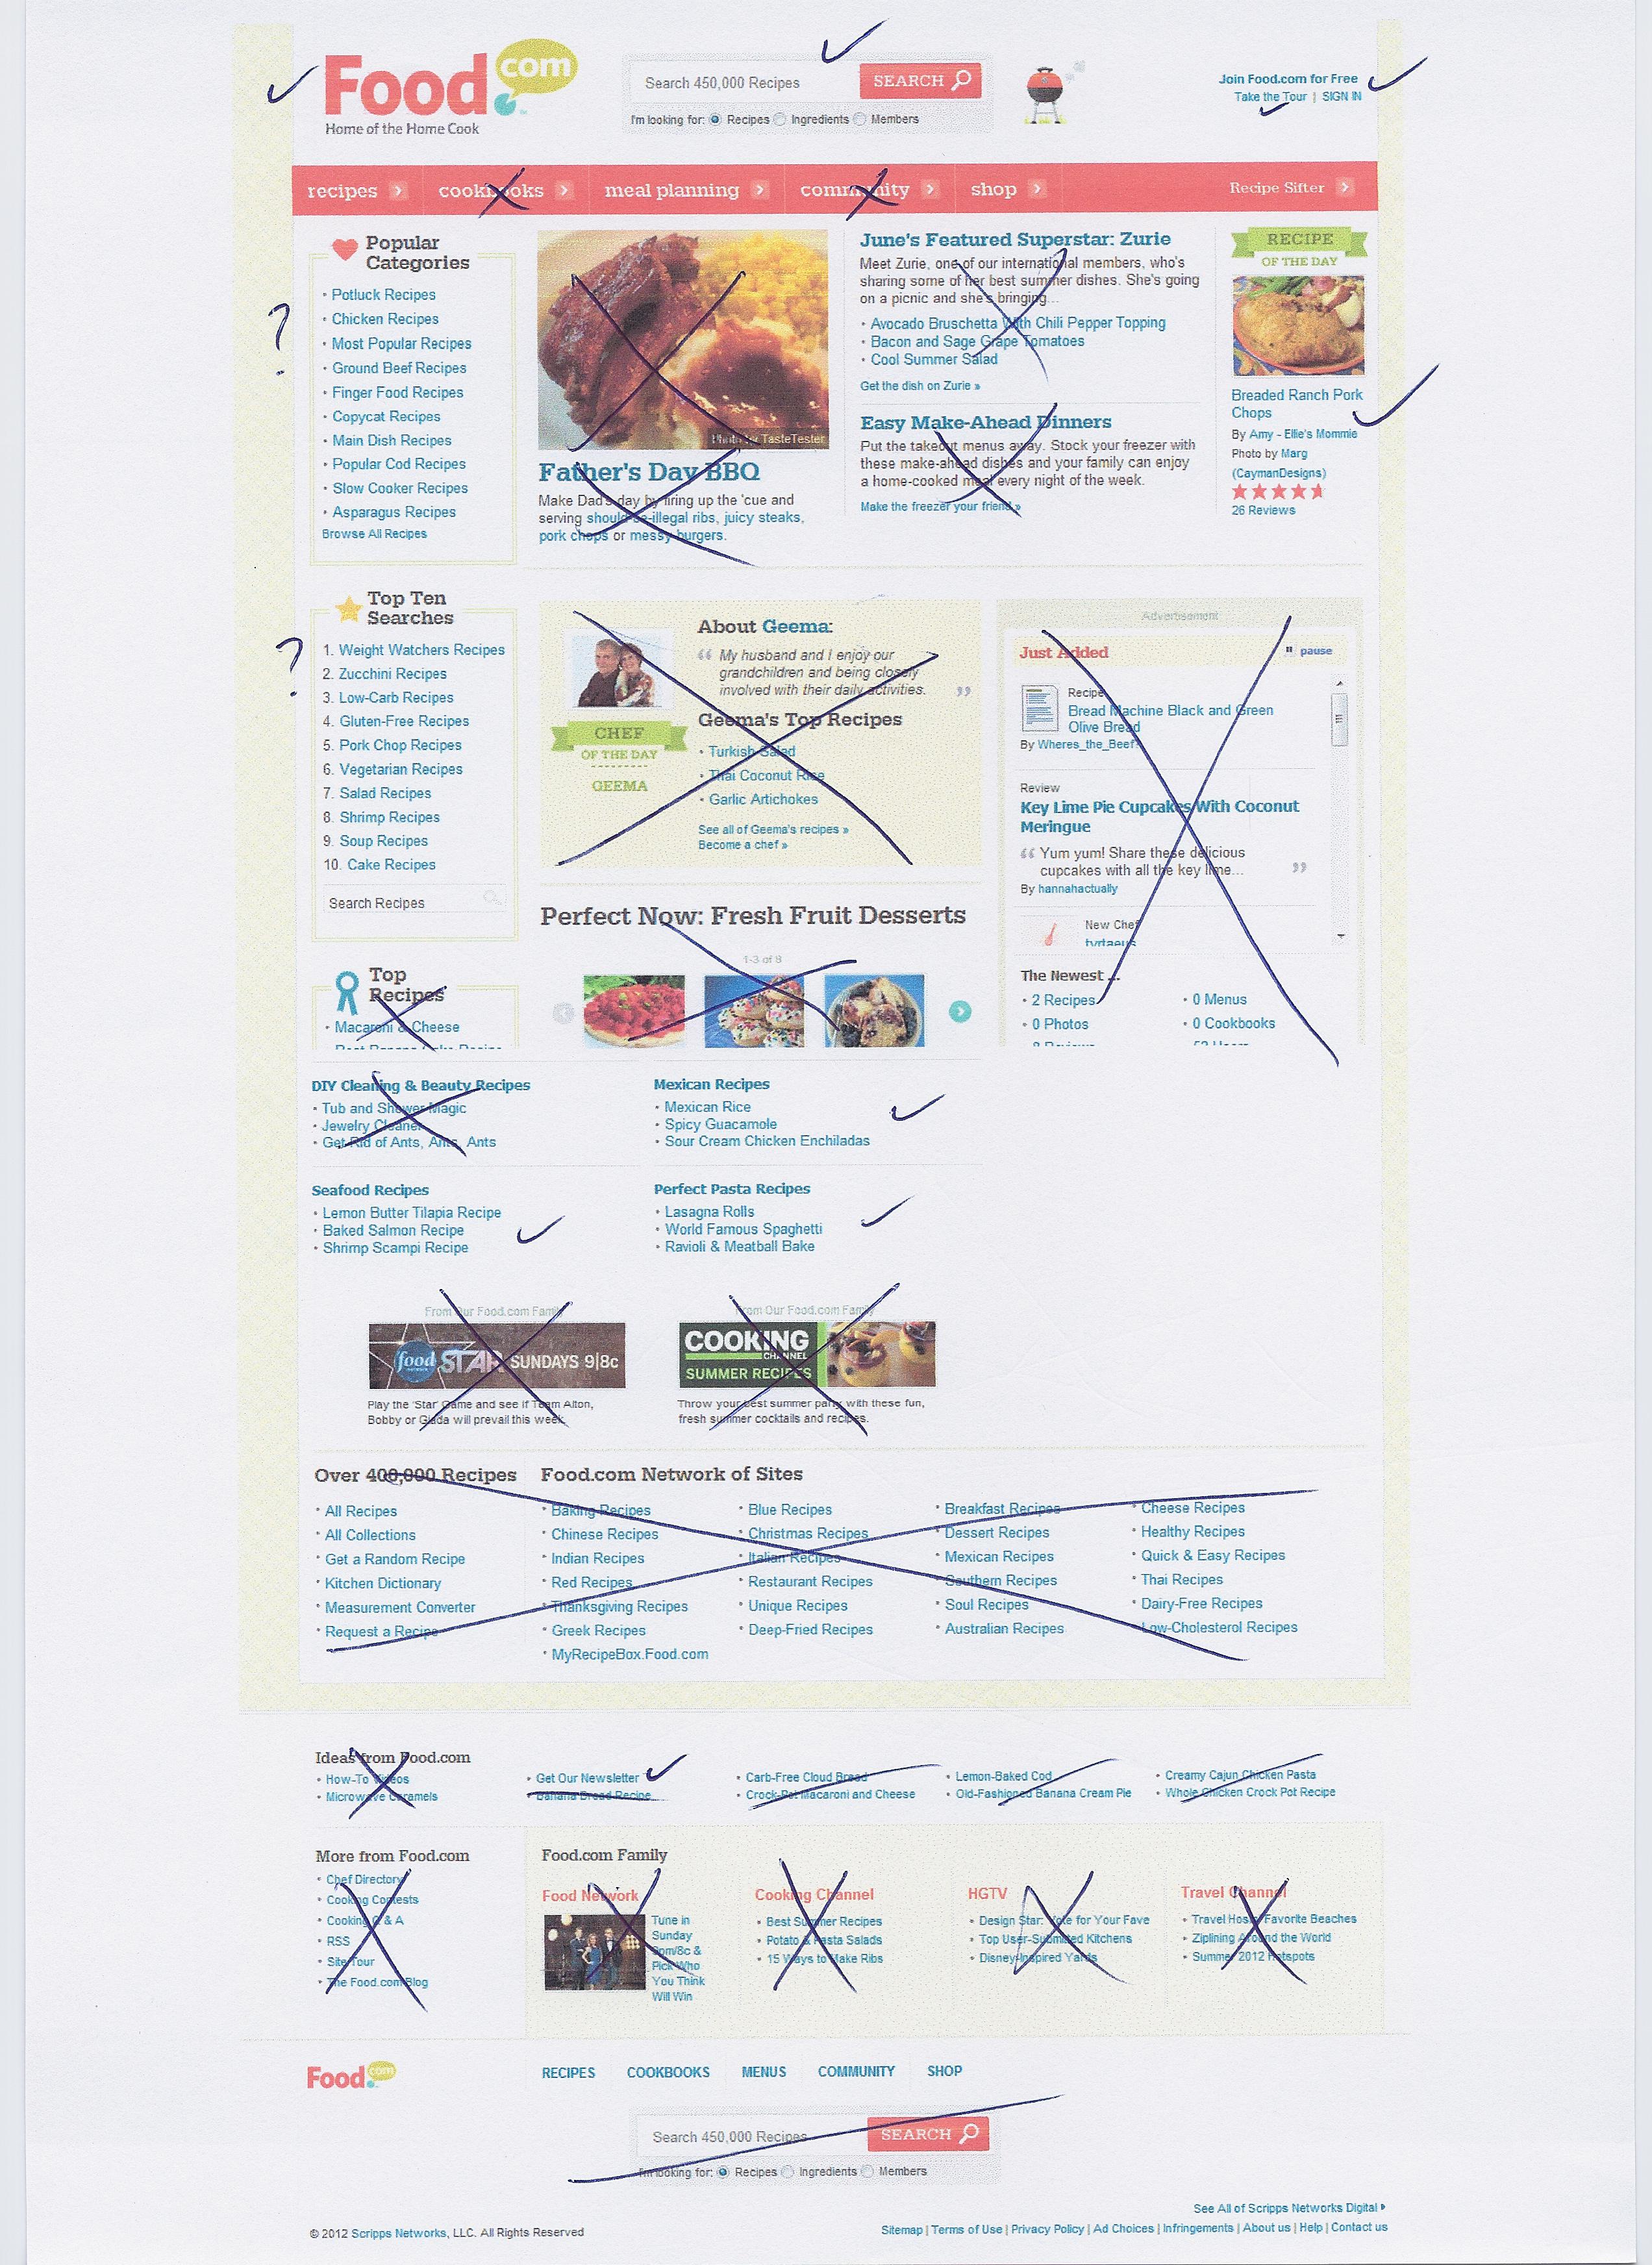 Food.com
Home of the Home Cook
Search 450,000 Recipes SEARCH
I'm looking for: Recipes Ingredients Members
Join Food.com for Free
Take the Tour | SIGN IN
recipes cookbooks meal planning community shop Recipe Sifter
?
Popular
Categories
Potluck Recipes
Chicken Recipes
Most Popular Recipes
Ground Beef Recipes
Finger Food Recipes
Copycat Recipes
Main Dish Recipes
Popular Cod Recipes
Slow Cooker Recipes
Asparagus Recipes
Browse All Recipes
Photo by TasteTester
Father's Day BBQ
Make Dad's day by firing up the 'cue and
serving should-be-illegal ribs, juicy steaks,
pork chops or messy burgers.
June's Featured Superstar: Zurie
Meet Zurie, one of our international members, who's
sharing some of her best summer dishes. She's going
on a picnic and she's bringing...
Avocado Bruschetta With Chili Pepper Topping
Bacon and Sage Grape Tomatoes
Cool Summer Salad
Get the dish on Zurie »
Easy Make-Ahead Dinners
Put the takeout menus away. Stock your freezer with
these make-ahead dishes and your family can enjoy
a home-cooked meal every night of the week.
Make the freezer your friend »
RECIPE
OF THE DAY
Breaded Ranch Pork
Chops
By Amy - Ellie's Mommie
Photo by Marg
(CaymanDesigns)
26 Reviews
?
Top Ten
Searches
1. Weight Watchers Recipes
2. Zucchini Recipes
3. Low-Carb Recipes
4. Gluten-Free Recipes
5. Pork Chop Recipes
6. Vegetarian Recipes
7. Salad Recipes
8. Shrimp Recipes
9. Soup Recipes
10. Cake Recipes
Search Recipes
Top
Recipes
Macaroni & Cheese
CHEF
OF THE DAY
GEEMA
About Geema:
“ My husband and I enjoy our
grandchildren and being closely
involved with their daily activities. ”
Geema's Top Recipes
Turkish Salad
Thai Coconut Rice
Garlic Artichokes
See all of Geema's recipes »
Become a chef »
Perfect Now: Fresh Fruit Desserts
1-3 of 9
Advertisement
Just Added pause
Recipe
Bread Machine Black and Green
Olive Bread
By Wheres_the_Beef?
Review
Key Lime Pie Cupcakes With Coconut
Meringue
“ Yum yum! Share these delicious
cupcakes with all the key lime... ”
By hannahactually
New Chef
tyrtaeus
The Newest ...
2 Recipes 0 Menus
0 Photos 0 Cookbooks
DIY Cleaning & Beauty Recipes
Tub and Shower Magic
Jewelry Cleaner
Get Rid of Ants, Ants, Ants
Mexican Recipes
Mexican Rice
Spicy Guacamole
Sour Cream Chicken Enchiladas
Seafood Recipes
Lemon Butter Tilapia Recipe
Baked Salmon Recipe
Shrimp Scampi Recipe
Perfect Pasta Recipes
Lasagna Rolls
World Famous Spaghetti
Ravioli & Meatball Bake
From Our Food.com Family
food STAR SUNDAYS 9|8c
Play the 'Star' Game and see if Team Alton,
Bobby or Giada will prevail this week.
From Our Food.com Family
COOKING
CHANNEL
SUMMER RECIPES
Throw your best summer party with these fun,
fresh summer cocktails and recipes.
Over 400,000 Recipes
All Recipes
All Collections
Get a Random Recipe
Kitchen Dictionary
Measurement Converter
Request a Recipe
Food.com Network of Sites
Baking Recipes
Chinese Recipes
Indian Recipes
Red Recipes
Thanksgiving Recipes
Greek Recipes
MyRecipeBox.Food.com
Blue Recipes
Christmas Recipes
Italian Recipes
Restaurant Recipes
Unique Recipes
Deep-Fried Recipes
Breakfast Recipes
Dessert Recipes
Mexican Recipes
Southern Recipes
Soul Recipes
Australian Recipes
Cheese Recipes
Healthy Recipes
Quick & Easy Recipes
Thai Recipes
Dairy-Free Recipes
Low-Cholesterol Recipes
Ideas from Food.com
How-To Videos
Microwave Caramels
Get Our Newsletter
Banana Bread Recipe
Carb-Free Cloud Bread
Crock-Pot Macaroni and Cheese
Lemon-Baked Cod
Old-Fashioned Banana Cream Pie
Creamy Cajun Chicken Pasta
Whole Chicken Crock Pot Recipe
More from Food.com
Chef Directory
Cooking Contests
Cooking Q & A
RSS
Site Tour
The Food.com Blog
Food.com Family
Food Network
Tune in
Sunday
9pm/8c &
Pick Who
You Think
Will Win
Cooking Channel
Best Summer Recipes
Potato & Pasta Salads
15 Ways to Make Ribs
HGTV
Design Star: Vote for Your Fave
Top User-Submitted Kitchens
Disney-Inspired Yards
Travel Channel
Travel Hosts' Favorite Beaches
Ziplining Around the World
Summer 2012 Hotspots
Food.com
RECIPES COOKBOOKS MENUS COMMUNITY SHOP
Search 450,000 Recipes SEARCH
I'm looking for: Recipes Ingredients Members
See All of Scripps Networks Digital
© 2012 Scripps Networks, LLC. All Rights Reserved
Sitemap | Terms of Use | Privacy Policy | Ad Choices | Infringements | About us | Help | Contact us